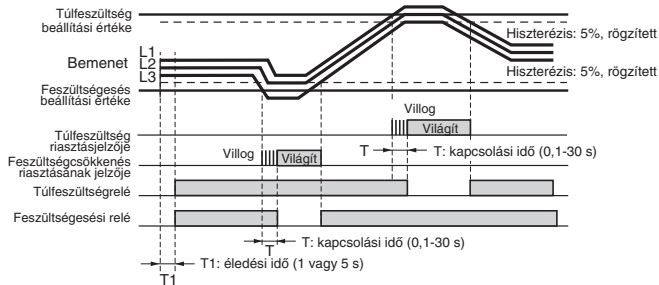 Túlfeszültség
beállítási értéke
Hiszterézis: 5%, rögzített
L1
Bemenet
L2
L3
Hiszterézis: 5%, rögzített
Feszültségesés
beállítási értéke
Villog
Túlfeszültség
riasztásjelzője
Világít
Villog
T
T: kapcsolási idő (0,1-30 s)
Feszültségcsökkenés
riasztásának jelzője
Világít
Túlfeszültségrelé
Feszültségesési relé
T
T: kapcsolási idő (0,1-30 s)
T1: éledési idő (1 vagy 5 s)
T1